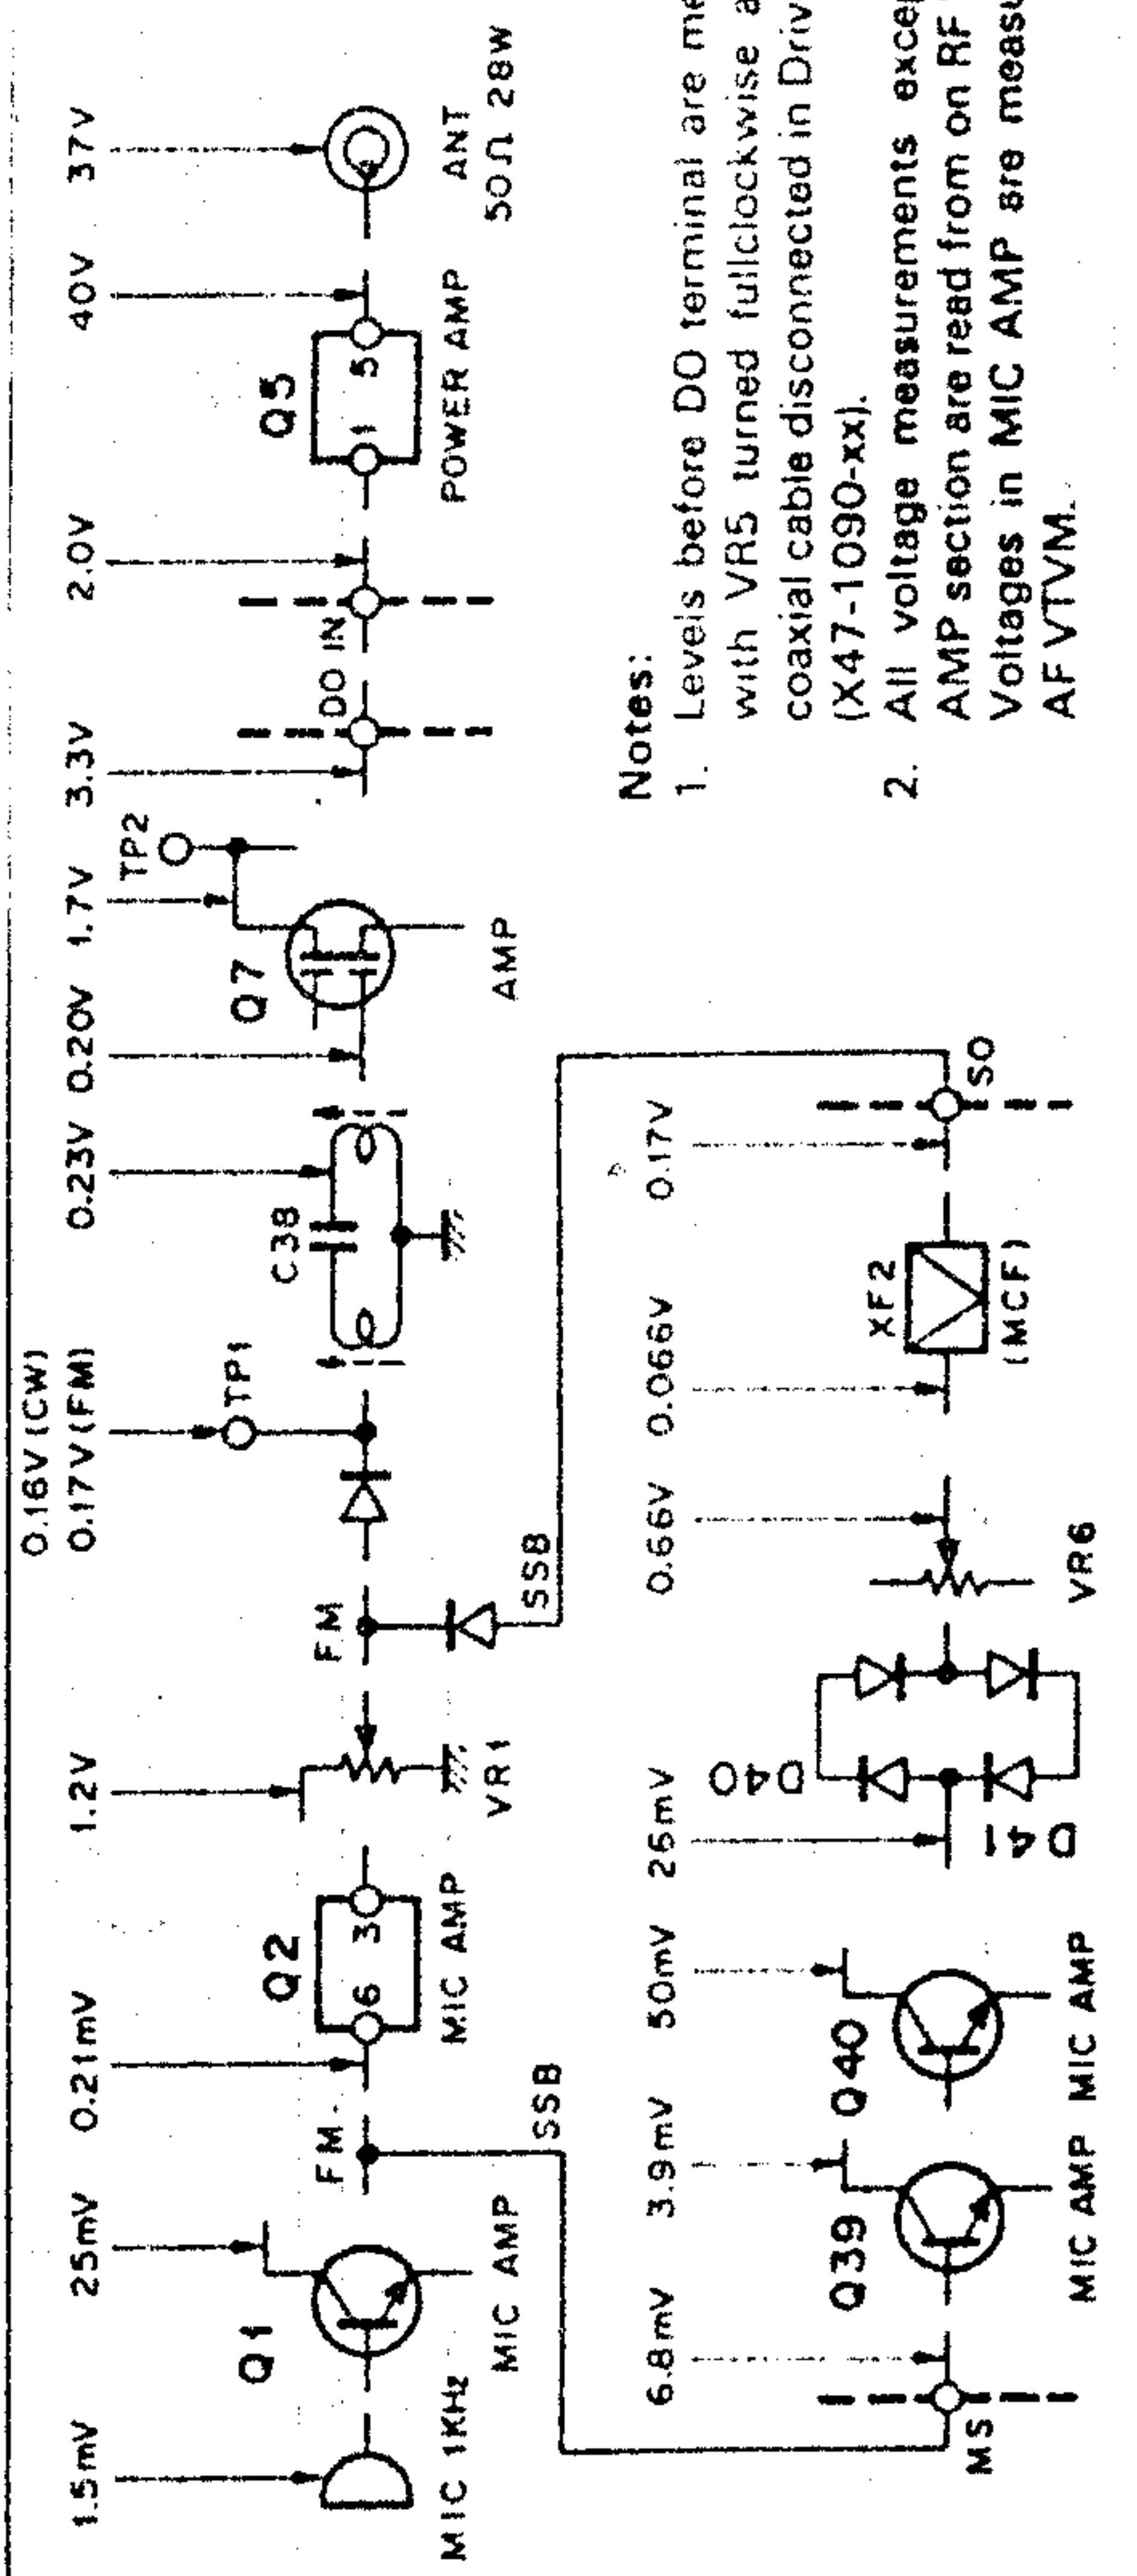 0.16V (CW)
1.5mV 25mV 0.21mV 1.2V 0.17V (FM) 0.23V 0.20V 1.7V 3.3V 2.0V 40V 37V
Q1 FM Q2 FM TP1 C38 Q7 TP2 DO IN Q5
6 3 1 5
MIC 1KHz MIC AMP MIC AMP VR1 AMP POWER AMP ANT
50Ω 28W
SSB SSB
6.8mV 3.9mV 50mV 26mV 0.66V 0.066V 0.17V
Q39 Q40 D40 XF2
MS D41 (MCF) SO
MIC AMP MIC AMP VR6
Notes:
1. Levels before DO terminal are me
with VR5 turned fullclockwise a
coaxial cable disconnected in Driv
(X47-1090-xx).
2. All voltage measurements exce
AMP section are read from on RF
Voltages in MIC AMP are measu
AF VTVM.